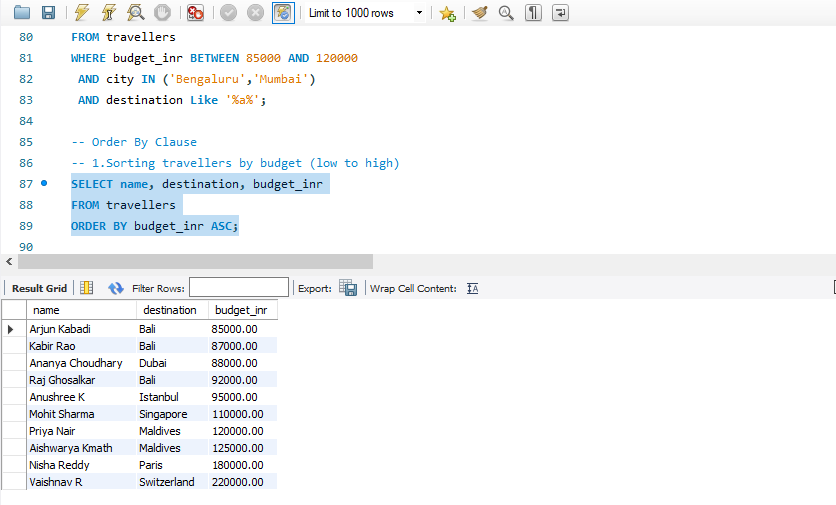 Limit to 1000 rows
80 FROM travellers
81 WHERE budget_inr BETWEEN 85000 AND 120000
82 AND city IN ('Bengaluru','Mumbai')
83 AND destination Like '%a%';
84
85 -- Order By Clause
86 -- 1.Sorting travellers by budget (low to high)
87 SELECT name, destination, budget_inr
88 FROM travellers
89 ORDER BY budget_inr ASC;
90
Result Grid Filter Rows: Export: Wrap Cell Content:
name destination budget_inr
Arjun Kabadi Bali 85000.00
Kabir Rao Bali 87000.00
Ananya Choudhary Dubai 88000.00
Raj Ghosalkar Bali 92000.00
Anushree K Istanbul 95000.00
Mohit Sharma Singapore 110000.00
Priya Nair Maldives 120000.00
Aishwarya Kmath Maldives 125000.00
Nisha Reddy Paris 180000.00
Vaishnav R Switzerland 220000.00